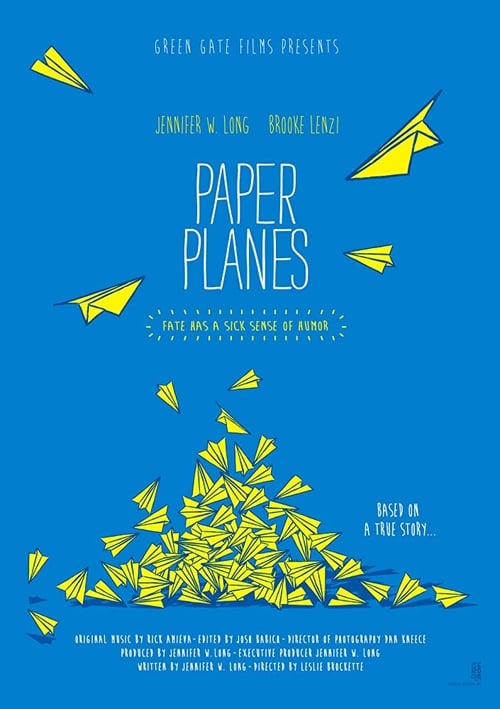 GREEN GATE FILMS PRESENTS
JENNIFER W. LONG BROOKE LENZI
PAPER
PLANES
FATE HAS A SICK SENSE OF HUMOR
BASED ON
A TRUE STORY...
ORIGINAL MUSIC BY RICK AMIEVA-EDITED BY JOSH BABICH-DIRECTOR OF PHOTOGRAPHY DAN KNEECE
PRODUCED BY JENNIFER W.LONG-EXECUTIVE PRODUCER JENNIFER W. LONG
WRITTEN BY JENNIFER W. LONG-DIRECTED BY LESLIE BROCKETTE